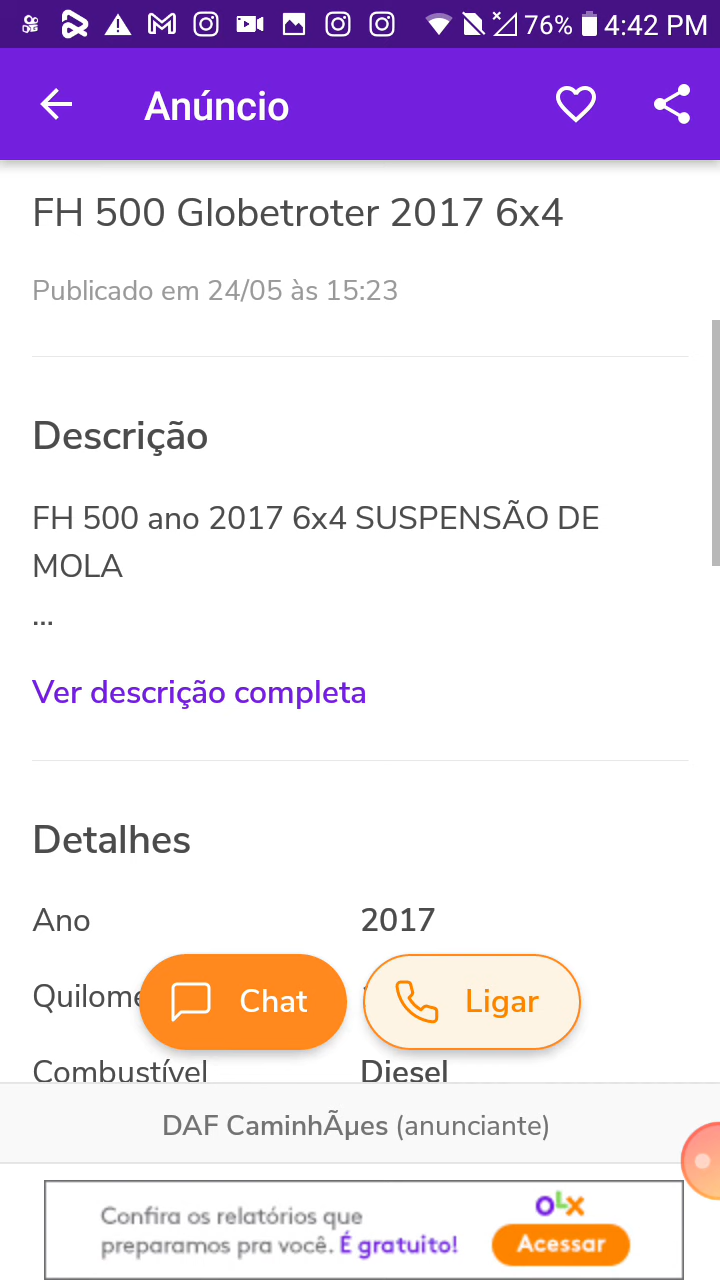 76% 4:42 PM
Anúncio
FH 500 Globetroter 2017 6x4
Publicado em 24/05 às 15:23
Descrição
FH 500 ano 2017 6x4 SUSPENSÃO DE
MOLA
...
Ver descrição completa
Detalhes
Ano 2017
Chat Ligar
Combustível Diesel
DAF CaminhÃµes (anunciante)
Confira os relatórios que
preparamos pra você. É gratuito!
OLX
Acessar